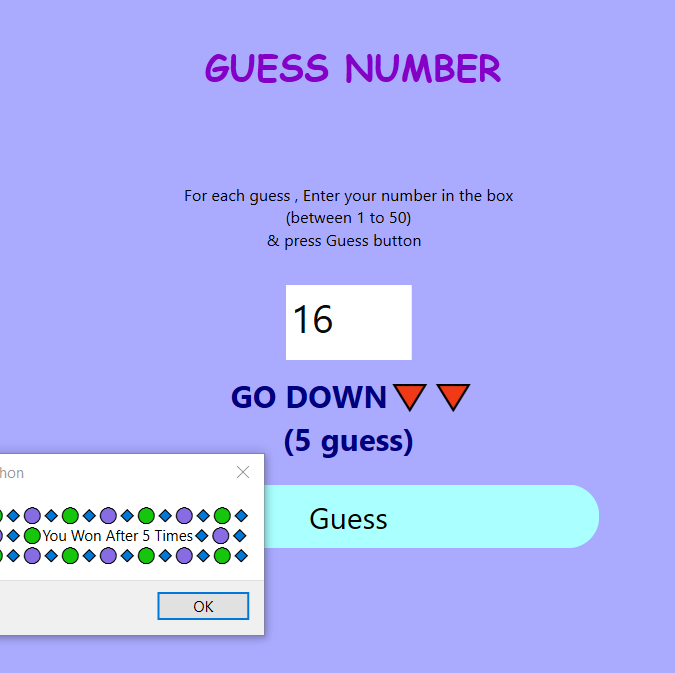 GUESS NUMBER
For each guess , Enter your number in the box
(between 1 to 50)
& press Guess button
16
GO DOWN
(5 guess)
hon
You Won After 5 Times
OK
Guess